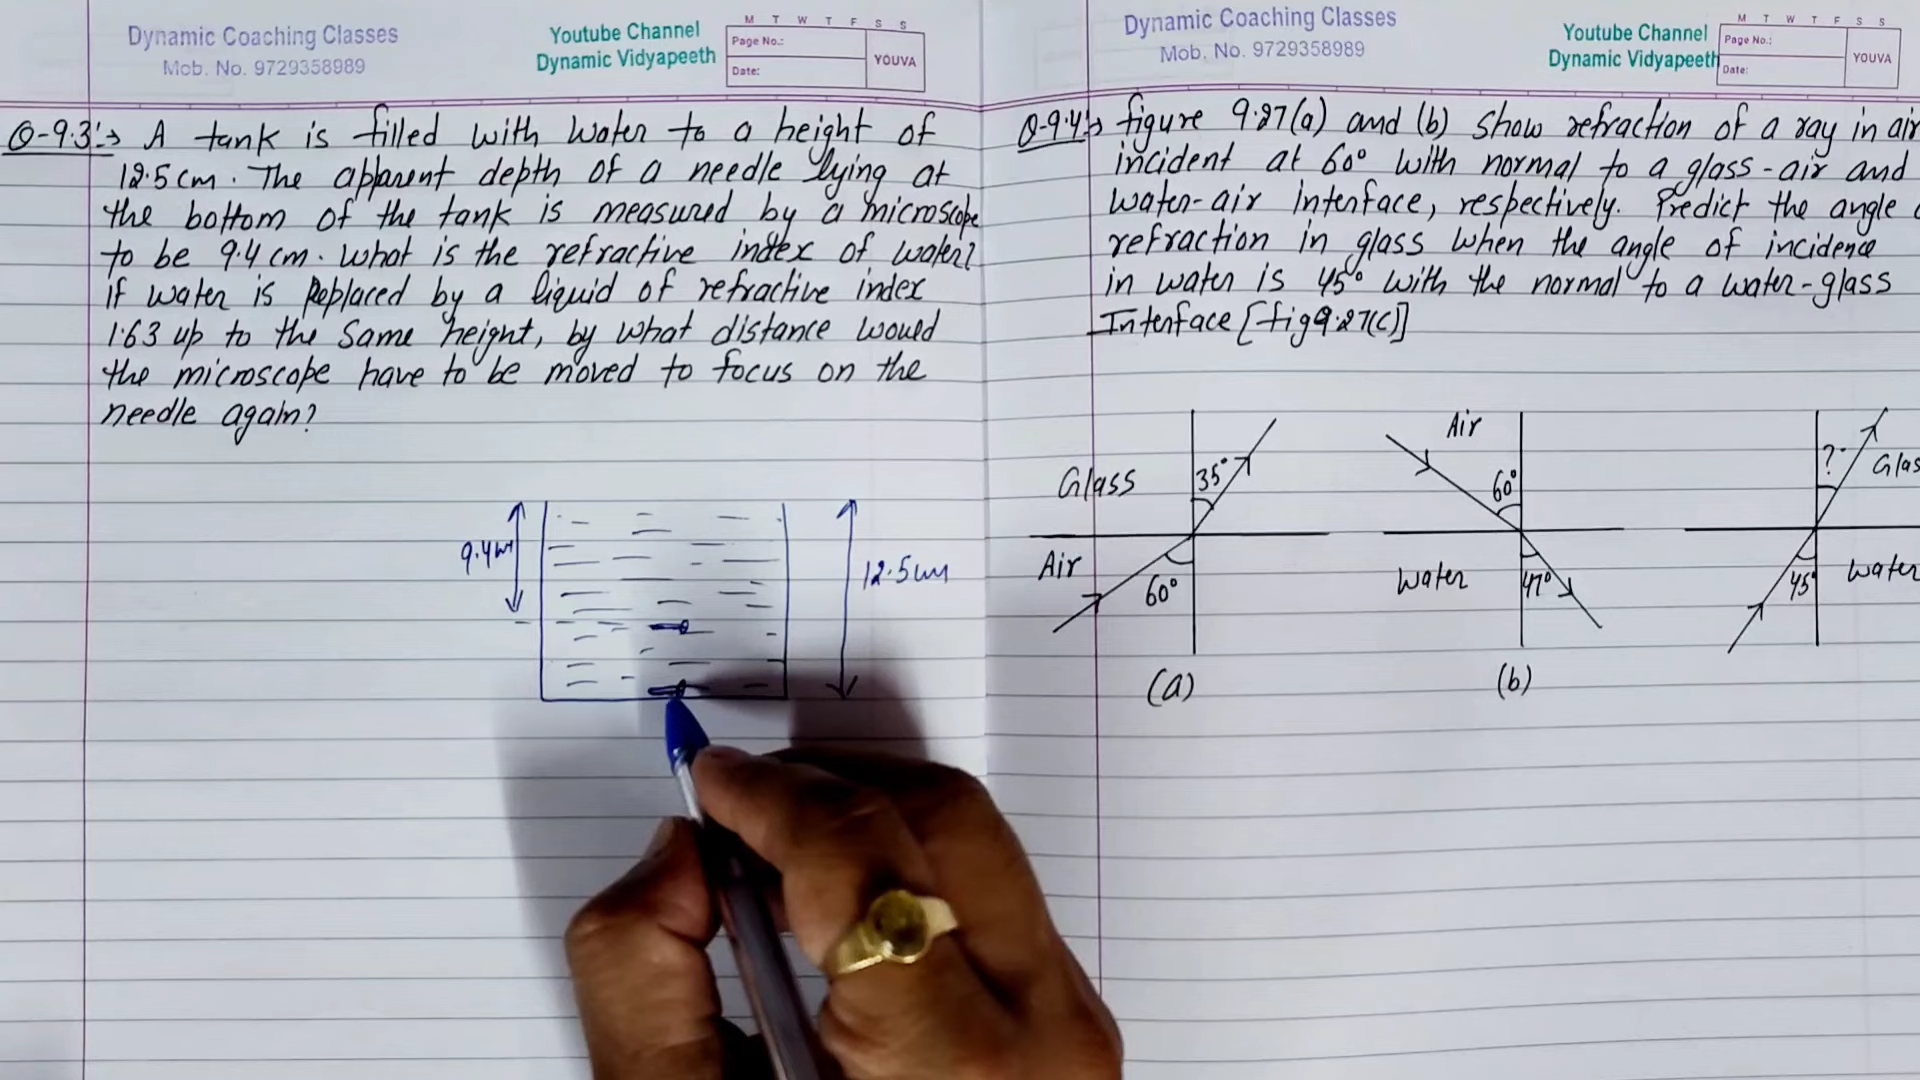 Dynamic Coaching Classes
Mob. No. 9729358989
Youtube Channel
Dynamic Vidyapeeth
M T W T F S S
Page No.:
Date:
YOUVA
Q-9.3:→ A tank is filled with water to a height of
12.5 cm. The apparent depth of a needle lying at
the bottom of the tank is measured by a microscope
to be 9.4 cm. What is the refractive index of water?
if water is Replaced by a liquid of refractive index
1.63 up to the same height, by what distance would
the microscope have to be moved to focus on the
needle again?
9.4cm
12.5cm
Dynamic Coaching Classes
Mob. No. 9729358989
Youtube Channel
Dynamic Vidyapeeth
M T W T F S S
Page No.:
Date:
YOUVA
Q-9.4:→ figure 9.27(a) and (b) show refraction of a ray in air
incident at 60° with normal to a glass-air and
water-air interface, respectively. Predict the angle
refraction in glass when the angle of incidence
in water is 45° with the normal to a water-glass
Interface [fig 9.27(c)]
Glass
35°
Air
60°
(a)
Air
60°
Water
47°
(b)
?
Glas
45°
Water